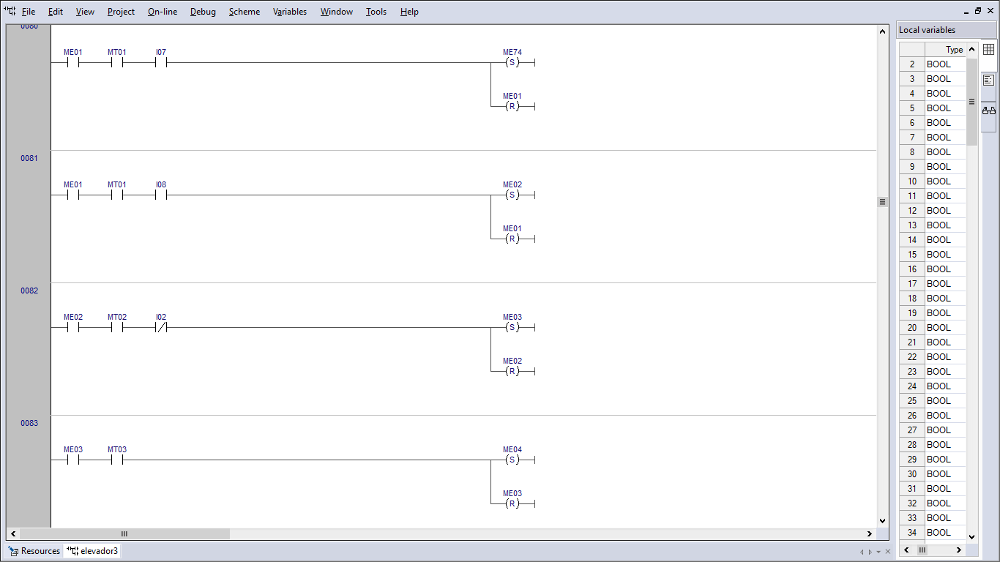 File Edit View Project On-line Debug Scheme Variables Window Tools Help
Local variables
Type
0080
ME01 MT01 I07 ME74
(S)
ME01
(R)
0081
ME01 MT01 I08 ME02
(S)
ME01
(R)
0082
ME02 MT02 I02 ME03
(S)
ME02
(R)
0083
ME03 MT03 ME04
(S)
ME03
(R)
2 BOOL
3 BOOL
4 BOOL
5 BOOL
6 BOOL
7 BOOL
8 BOOL
9 BOOL
10 BOOL
11 BOOL
12 BOOL
13 BOOL
14 BOOL
15 BOOL
16 BOOL
17 BOOL
18 BOOL
19 BOOL
20 BOOL
21 BOOL
22 BOOL
23 BOOL
24 BOOL
25 BOOL
26 BOOL
27 BOOL
28 BOOL
29 BOOL
30 BOOL
31 BOOL
32 BOOL
33 BOOL
34 BOOL
Resources elevador3